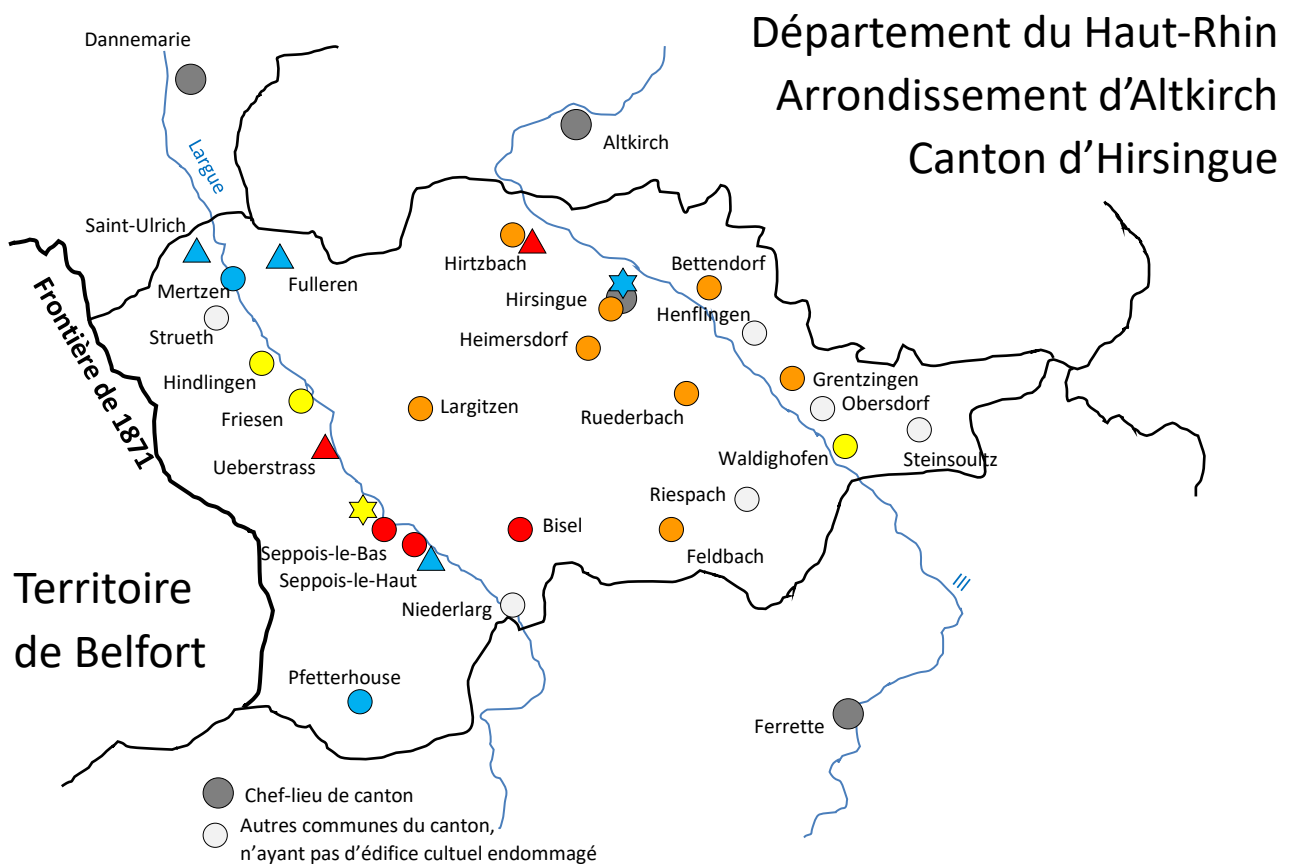 Département du Haut-Rhin
Arrondissement d'Altkirch
Canton d'Hirsingue
Dannemarie
Altkirch
Largue
Saint-Ulrich
Fulleren
Hirtzbach
Bettendorf
Mertzen
Hirsingue
Henflingen
Strueth
Heimersdorf
Frontière de 1871
Hindlingen
Grentzingen
Friesen
Largitzen
Ruederbach
Obersdorf
Ueberstrass
Waldighofen
Steinsoultz
Riespach
Seppois-le-Bas
Bisel
Feldbach
Seppois-le-Haut
Ill
Niederlarg
Territoire
de Belfort
Pfetterhouse
Ferrette
Chef-lieu de canton
Autres communes du canton,
n'ayant pas d'édifice cultuel endommagé